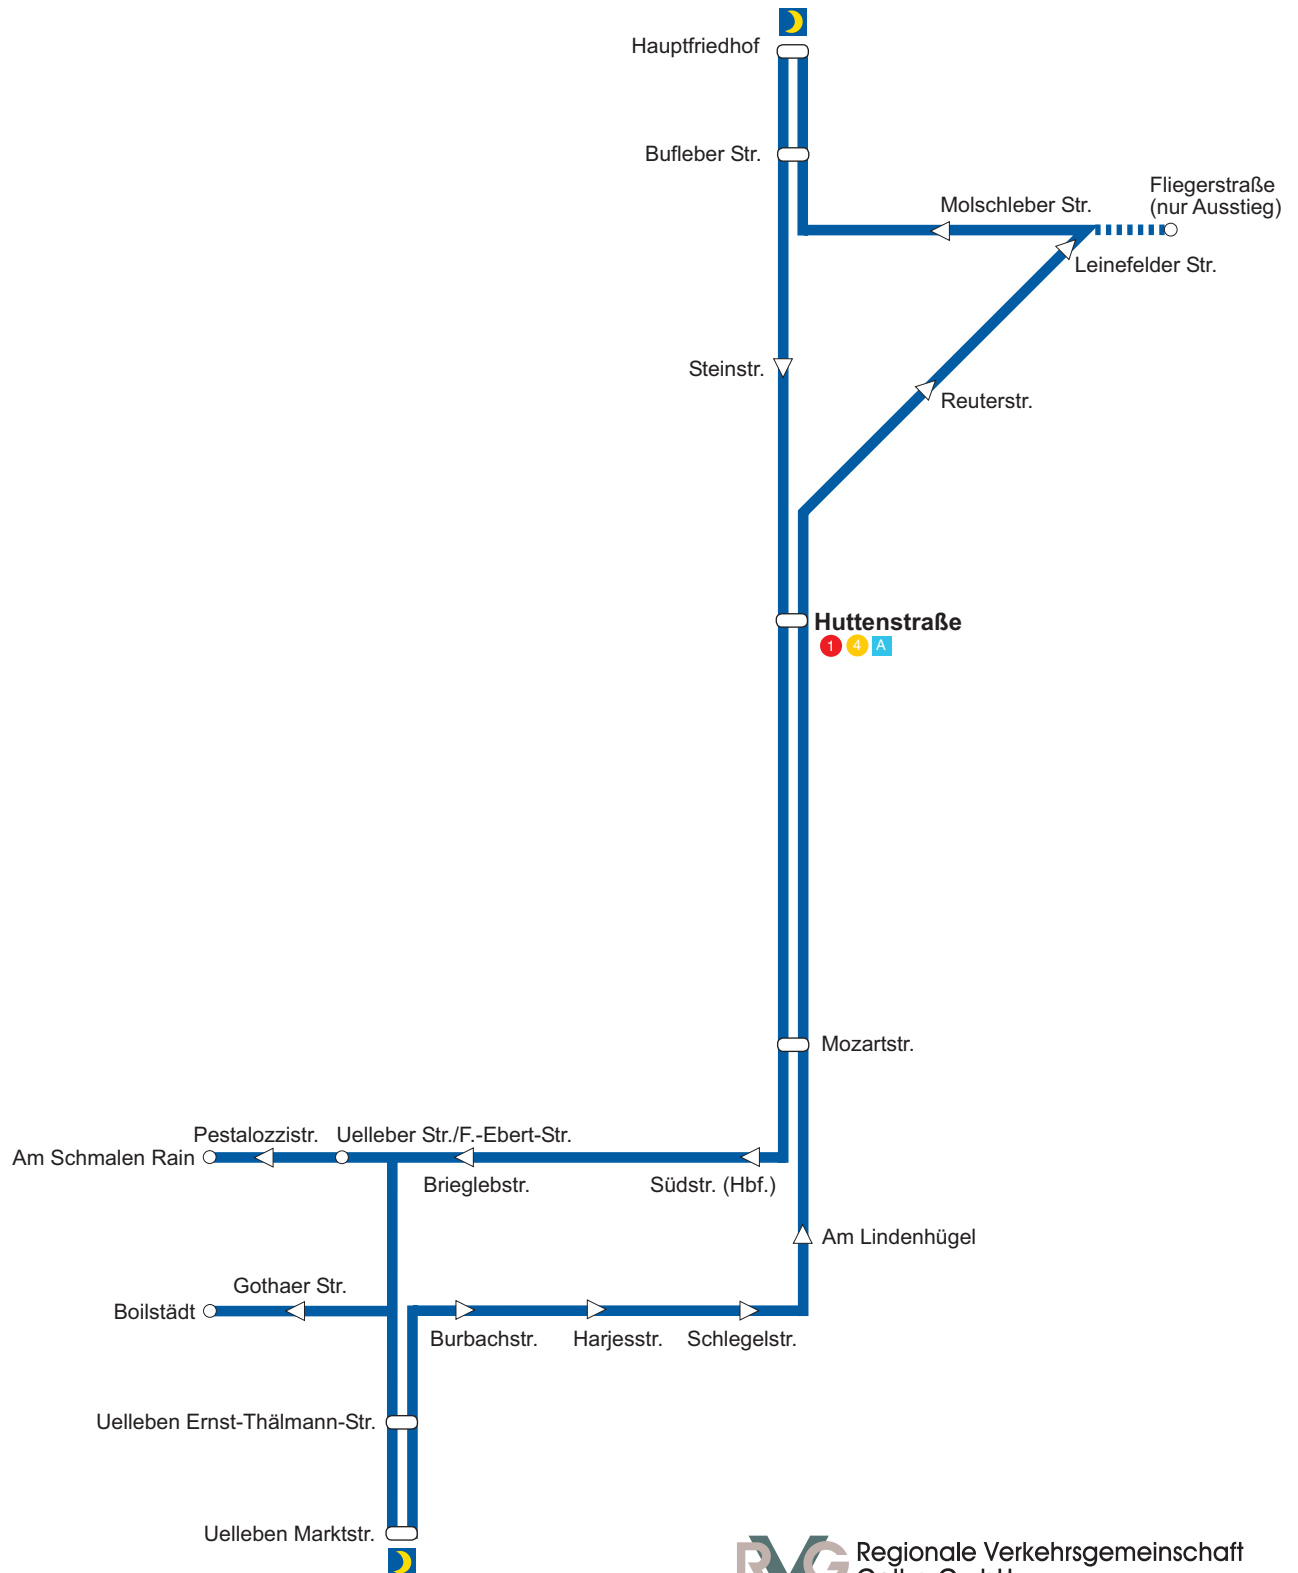 Hauptfriedhof
Bufleber Str.
Fliegerstraße
(nur Ausstieg)
Molschleber Str.
Leinefelder Str.
Steinstr.
Reuterstr.
Huttenstraße
1 4 A
Mozartstr.
Pestalozzistr. Uelleber Str./F.-Ebert-Str.
Am Schmalen Rain
Brieglebstr. Südstr. (Hbf.)
Am Lindenhügel
Gothaer Str.
Boilstädt
Burbachstr. Harjesstr. Schlegelstr.
Uelleben Ernst-Thälmann-Str.
Uelleben Marktstr.
RVG Regionale Verkehrsgemeinschaft